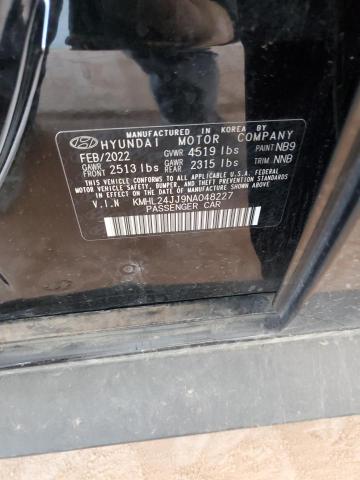 MANUFACTURED IN KOREA BY
HYUNDAI MOTOR COMPANY
FEB/2022 GVWR 4519 lbs PAINT NB9
GAWR FRONT 2513 lbs GAWR REAR 2315 lbs TRIM NNB
THIS VEHICLE CONFORMS TO ALL APPLICABLE U.S. FEDERAL
MOTOR VEHICLE SAFETY, BUMPER, AND THEFT PREVENTION STANDARDS
IN EFFECT ON THE DATE OF MANUFACTURE SHOWN ABOVE.
V.I.N KMHL24JJ9NA048227
PASSENGER CAR